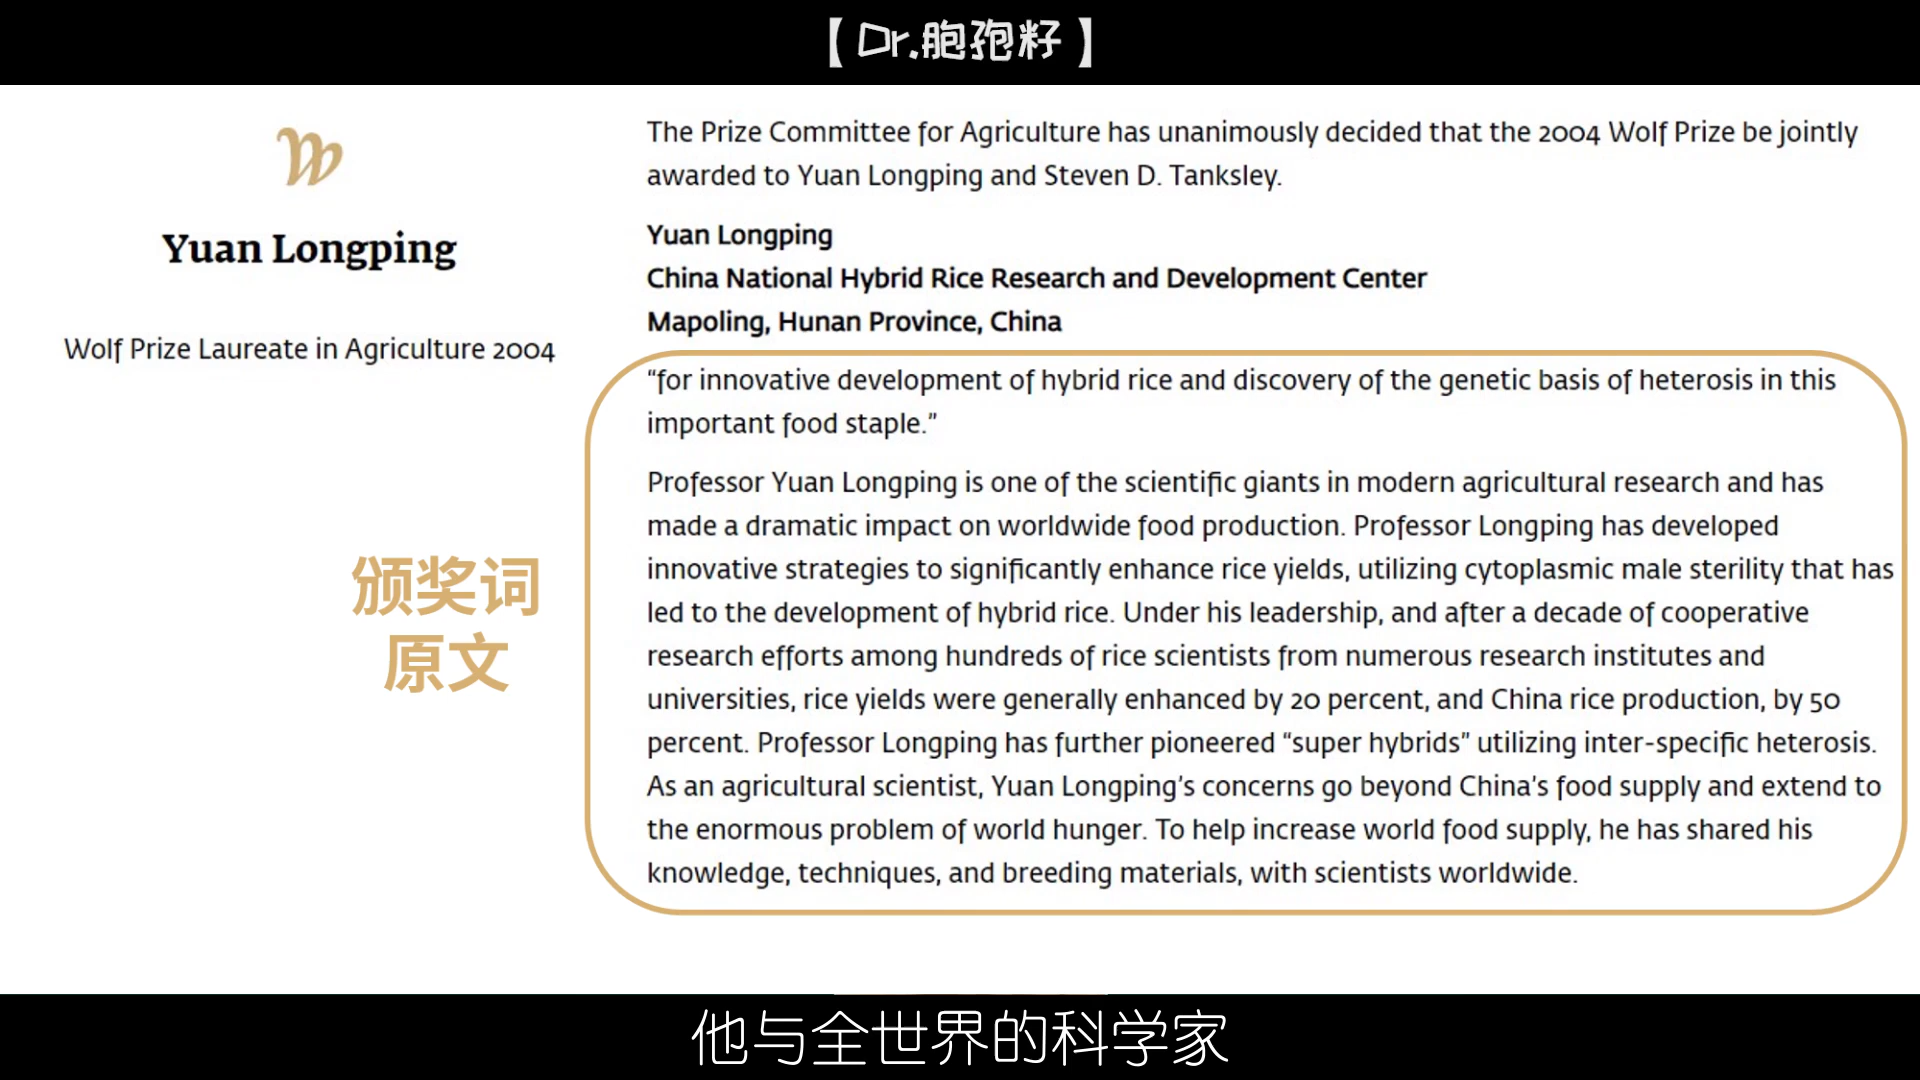 【Dr.胞孢籽】
Yuan Longping
Wolf Prize Laureate in Agriculture 2004
颁奖词
原文
The Prize Committee for Agriculture has unanimously decided that the 2004 Wolf Prize be jointly
awarded to Yuan Longping and Steven D. Tanksley.
Yuan Longping
China National Hybrid Rice Research and Development Center
Mapoling, Hunan Province, China
“for innovative development of hybrid rice and discovery of the genetic basis of heterosis in this
important food staple.”
Professor Yuan Longping is one of the scientific giants in modern agricultural research and has
made a dramatic impact on worldwide food production. Professor Longping has developed
innovative strategies to significantly enhance rice yields, utilizing cytoplasmic male sterility that has
led to the development of hybrid rice. Under his leadership, and after a decade of cooperative
research efforts among hundreds of rice scientists from numerous research institutes and
universities, rice yields were generally enhanced by 20 percent, and China rice production, by 50
percent. Professor Longping has further pioneered “super hybrids” utilizing inter-specific heterosis.
As an agricultural scientist, Yuan Longping’s concerns go beyond China’s food supply and extend to
the enormous problem of world hunger. To help increase world food supply, he has shared his
knowledge, techniques, and breeding materials, with scientists worldwide.
他与全世界的科学家